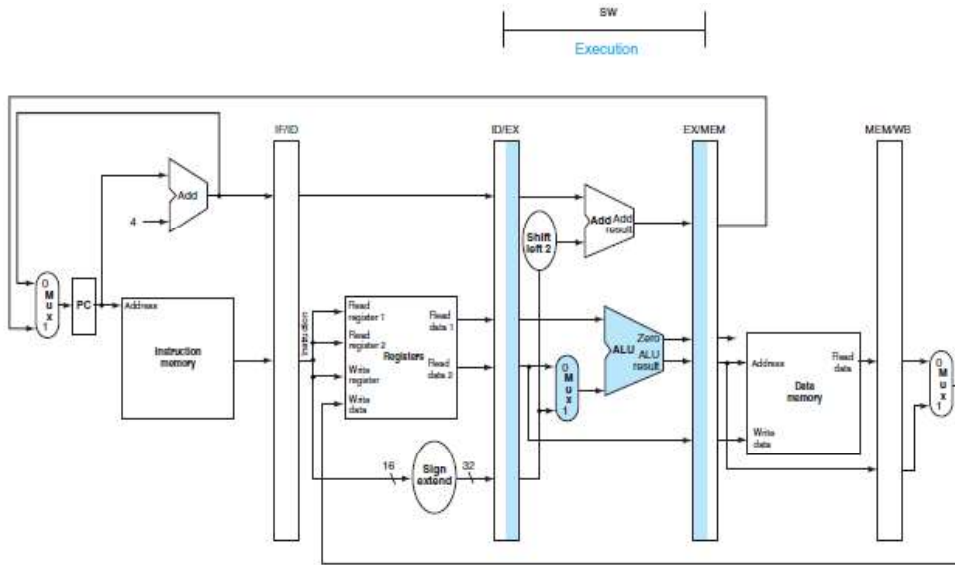 SW
Execution
IF/ID
ID/EX
EX/MEM
MEM/WB
Add
4
Shift
left 2
Add Add
result
0
M
u
x
1
PC
Address
Instruction
memory
Instruction
Read
register 1
Read
register 2
Write
register
Write
data
Registers
Read
data 1
Read
data 2
0
M
u
x
1
Zero
ALU ALU
result
Address
Read
data
Data
memory
Write
data
0
M
u
x
1
16
Sign
extend
32